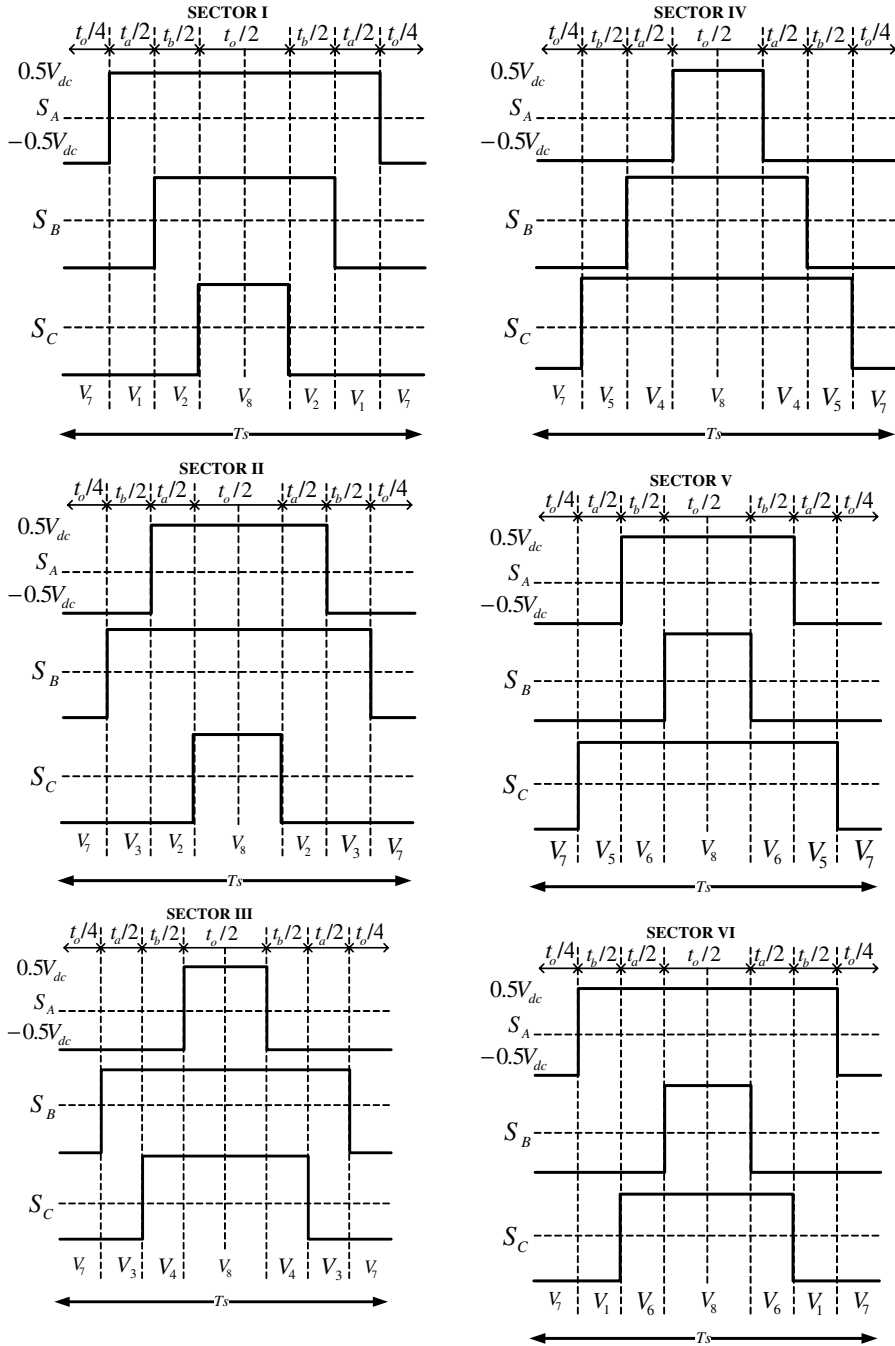 SECTOR I
t_o/4 t_a/2 t_b/2 t_o/2 t_b/2 t_a/2 t_o/4
0.5V_dc
S_A
−0.5V_dc
S_B
S_C
V_7 V_1 V_2 V_8 V_2 V_1 V_7
Ts
SECTOR II
t_o/4 t_b/2 t_a/2 t_o/2 t_a/2 t_b/2 t_o/4
0.5V_dc
S_A
−0.5V_dc
S_B
S_C
V_7 V_3 V_2 V_8 V_2 V_3 V_7
Ts
SECTOR III
t_o/4 t_a/2 t_b/2 t_o/2 t_b/2 t_a/2 t_o/4
0.5V_dc
S_A
−0.5V_dc
S_B
S_C
V_7 V_3 V_4 V_8 V_4 V_3 V_7
Ts
SECTOR IV
t_o/4 t_b/2 t_a/2 t_o/2 t_a/2 t_b/2 t_o/4
0.5V_dc
S_A
−0.5V_dc
S_B
S_C
V_7 V_5 V_4 V_8 V_4 V_5 V_7
Ts
SECTOR V
t_o/4 t_a/2 t_b/2 t_o/2 t_b/2 t_a/2 t_o/4
0.5V_dc
S_A
−0.5V_dc
S_B
S_C
V_7 V_5 V_6 V_8 V_6 V_5 V_7
Ts
SECTOR VI
t_o/4 t_b/2 t_a/2 t_o/2 t_a/2 t_b/2 t_o/4
0.5V_dc
S_A
−0.5V_dc
S_B
S_C
V_7 V_1 V_6 V_8 V_6 V_1 V_7
Ts